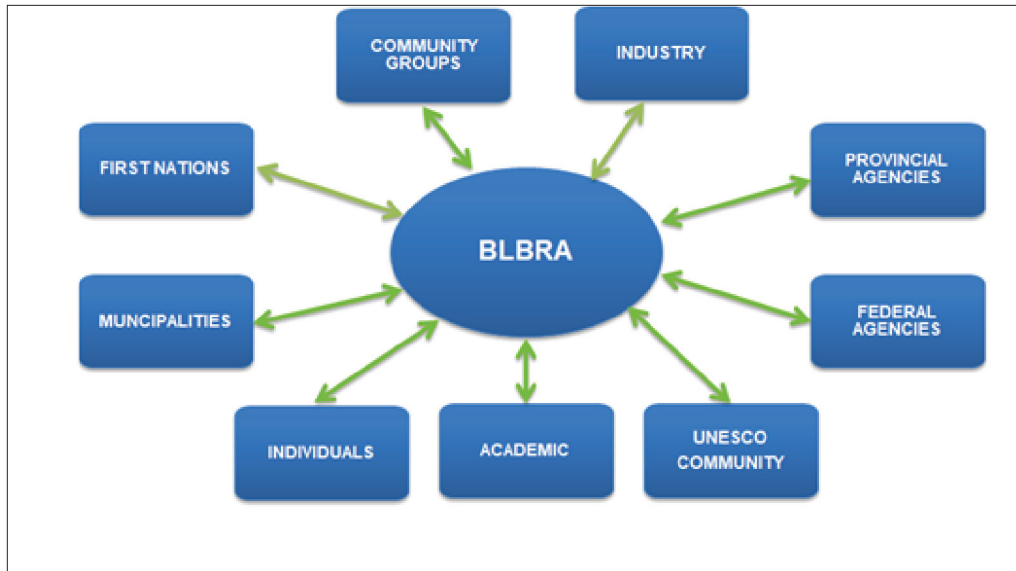 COMMUNITY
GROUPS
INDUSTRY
FIRST NATIONS
PROVINCIAL
AGENCIES
BLBRA
MUNCIPALITIES
FEDERAL
AGENCIES
INDIVIDUALS
ACADEMIC
UNESCO
COMMUNITY